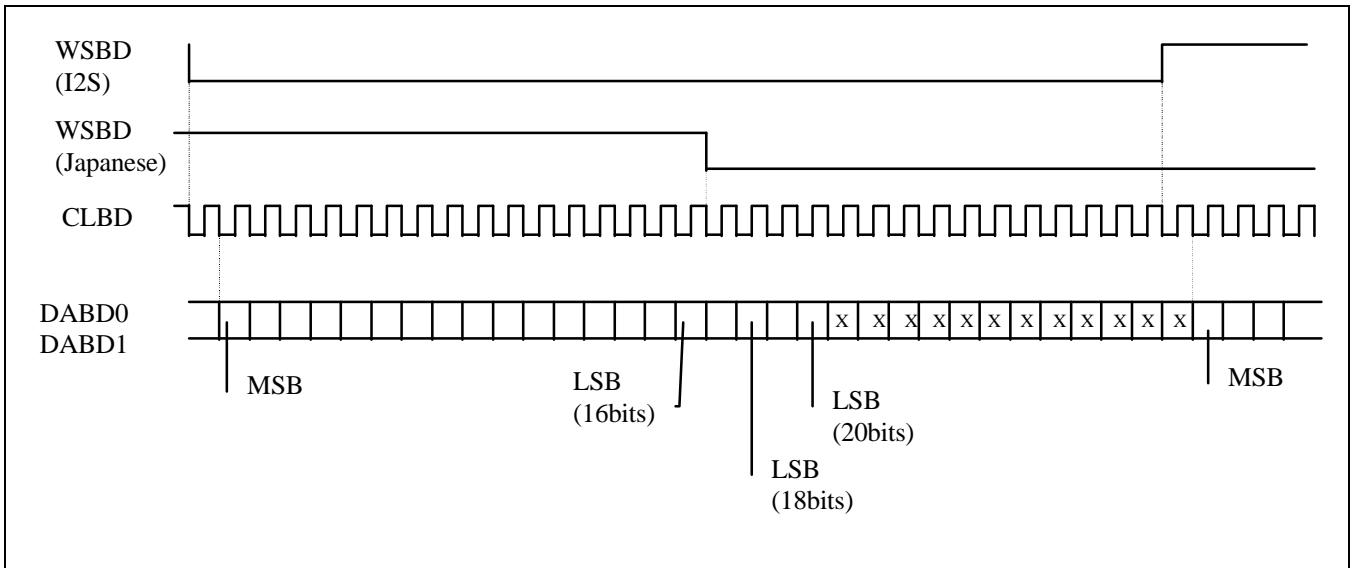 WSBD
(I2S)
WSBD
(Japanese)
CLBD
DABD0
DABD1
X X X X X X X X X X X X
MSB
LSB
(16bits)
LSB
(18bits)
LSB
(20bits)
MSB